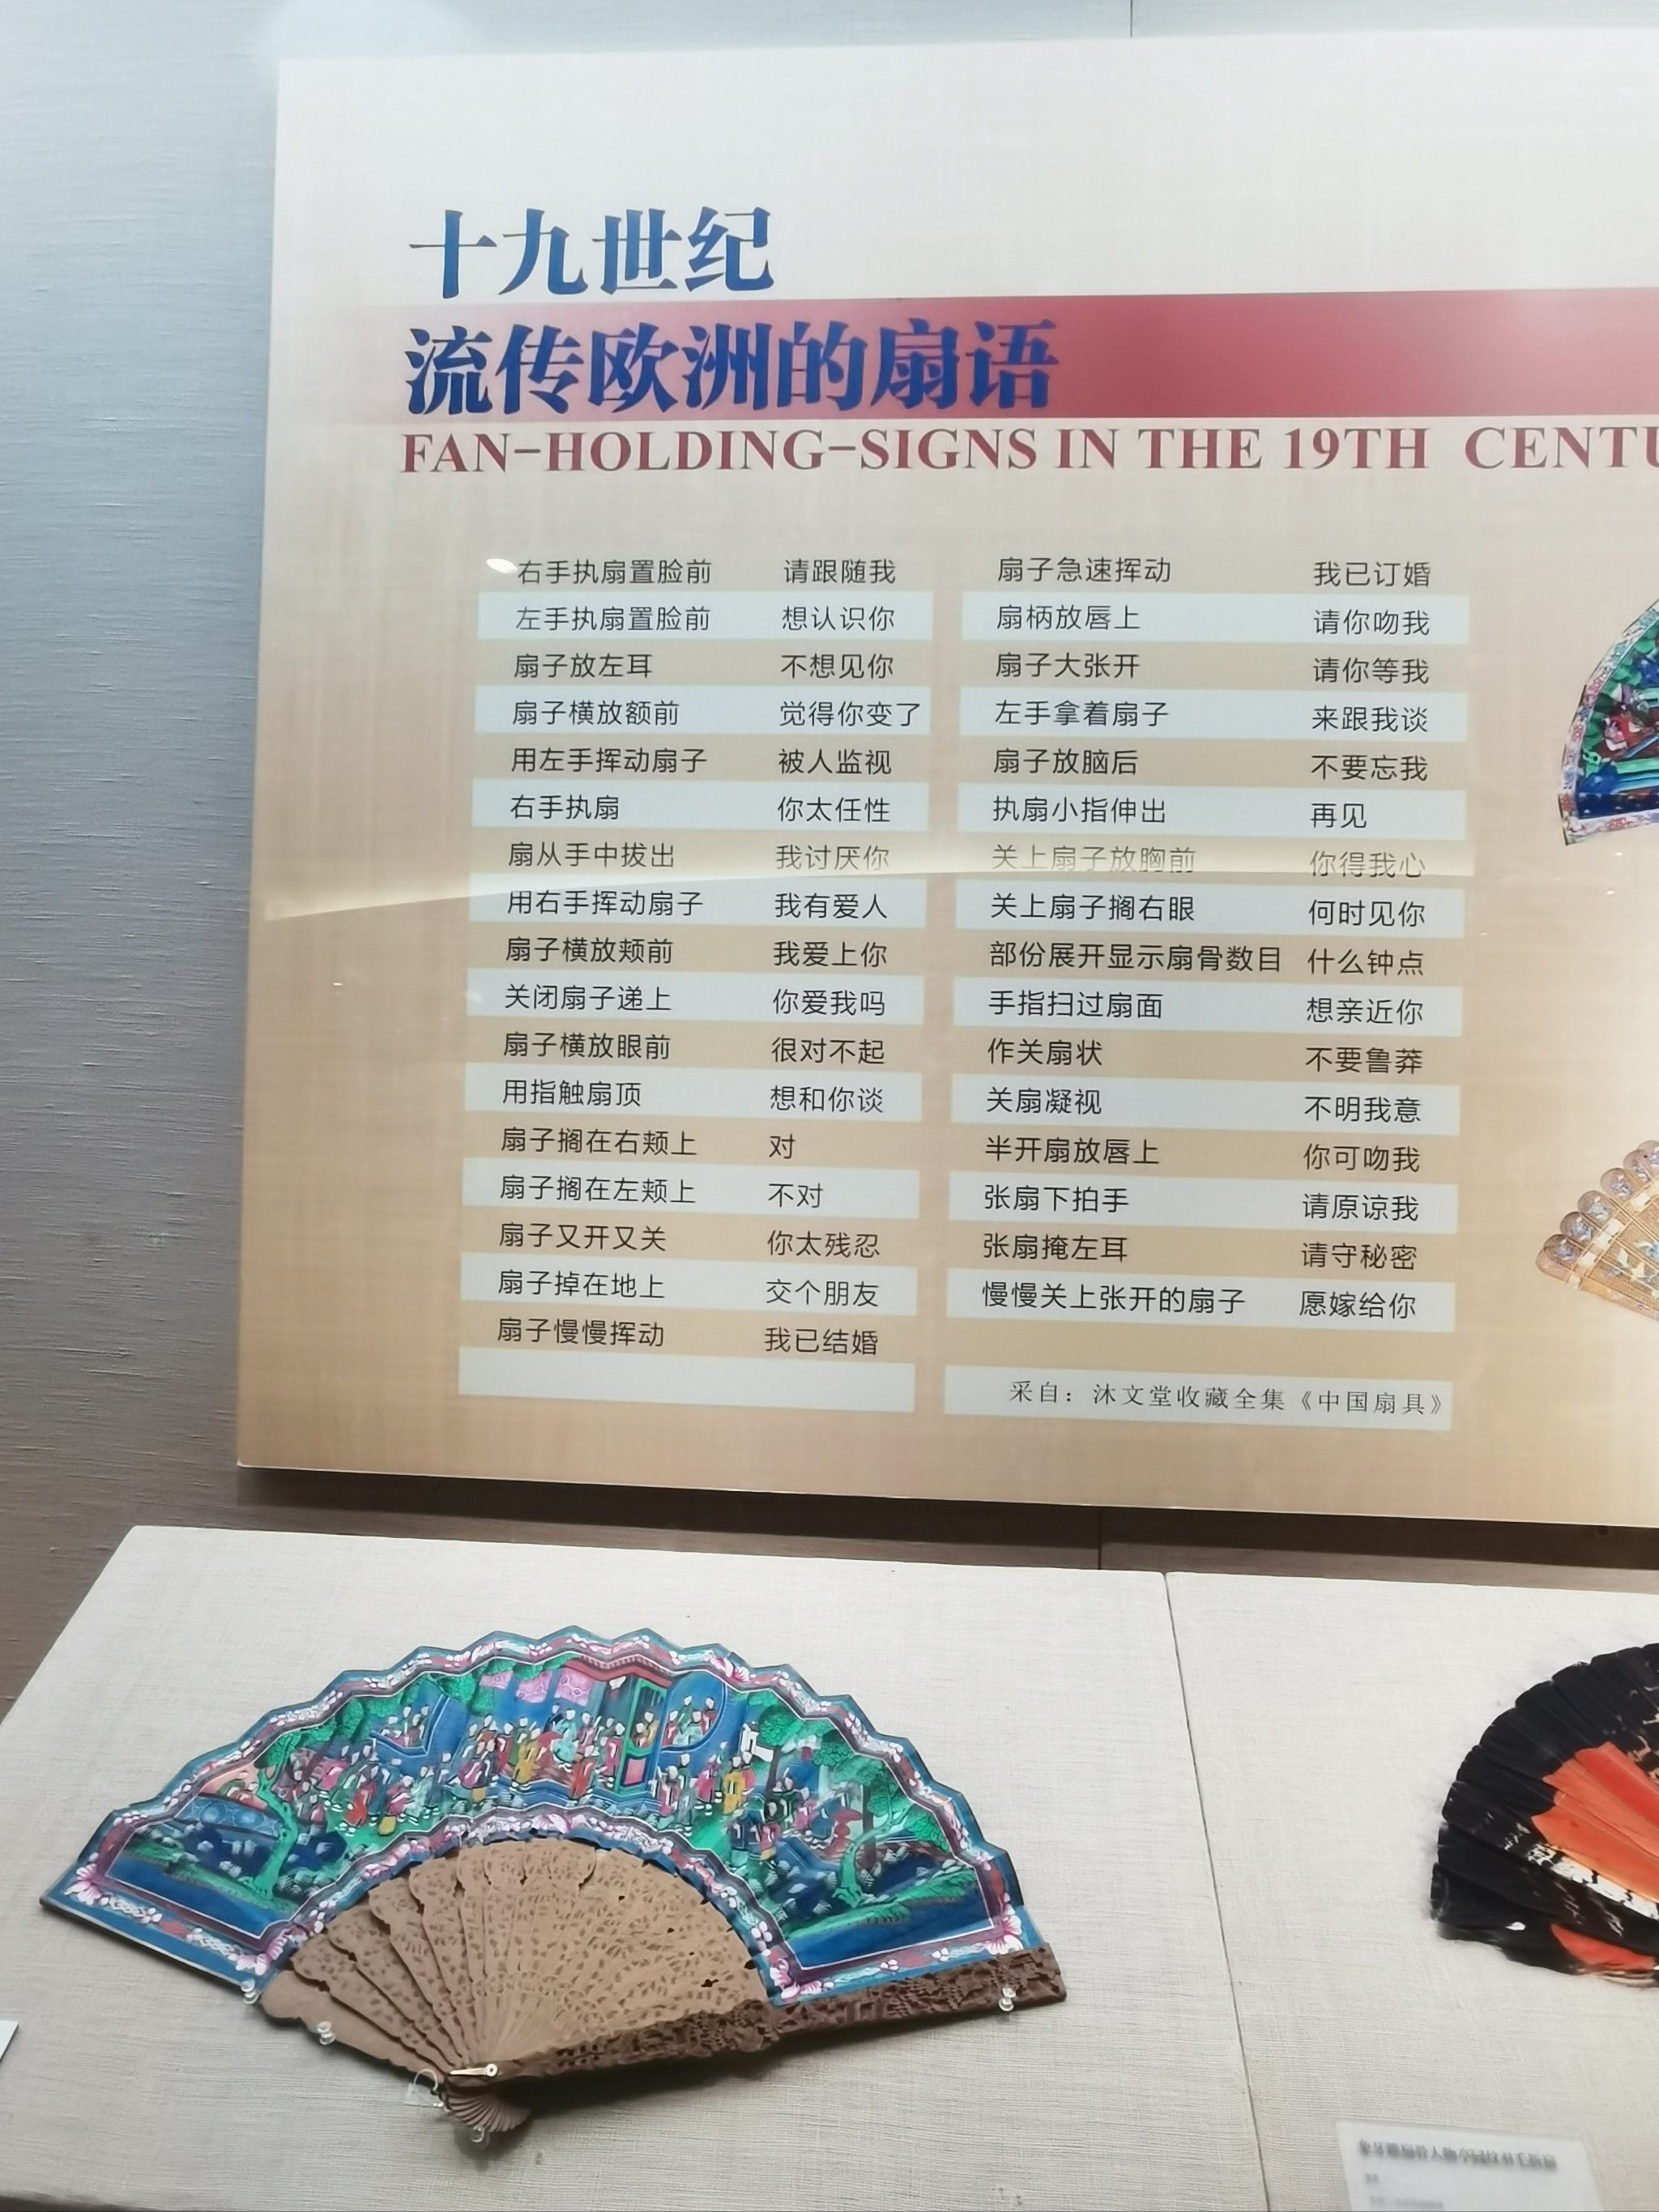 十九世纪
流传欧洲的扇语
FAN-HOLDING-SIGNS IN THE 19TH CENTU
右手执扇置脸前 请跟随我
左手执扇置脸前 想认识你
扇子放左耳 不想见你
扇子横放额前 觉得你变了
用左手挥动扇子 被人监视
右手执扇 你太任性
扇从手中拔出 我讨厌你
用右手挥动扇子 我有爱人
扇子横放颊前 我爱上你
关闭扇子递上 你爱我吗
扇子横放眼前 很对不起
用指触扇顶 想和你谈
扇子搁在右颊上 对
扇子搁在左颊上 不对
扇子又开又关 你太残忍
扇子掉在地上 交个朋友
扇子慢慢挥动 我已结婚
扇子急速挥动 我已订婚
扇柄放唇上 请你吻我
扇子大张开 请你等我
左手拿着扇子 来跟我谈
扇子放脑后 不要忘我
执扇小指伸出 再见
关上扇子放胸前 你得我心
关上扇子搁右眼 何时见你
部份展开显示扇骨数目 什么钟点
手指扫过扇面 想亲近你
作关扇状 不要鲁莽
关扇凝视 不明我意
半开扇放唇上 你可吻我
张扇下拍手 请原谅我
张扇掩左耳 请守秘密
慢慢关上张开的扇子 愿嫁给你
采自：沐文堂收藏全集《中国扇具》